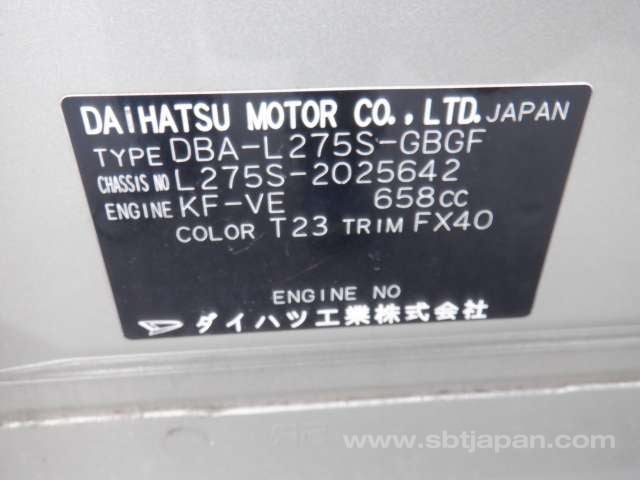 DAIHATSU MOTOR CO., LTD. JAPAN
TYPE DBA-L275S-GBGF
CHASSIS NO L275S-2025642
ENGINE KF-VE 658CC
COLOR T23 TRIM FX40
ENGINE NO
ダイハツ工業株式会社
www.sbtjapan.com